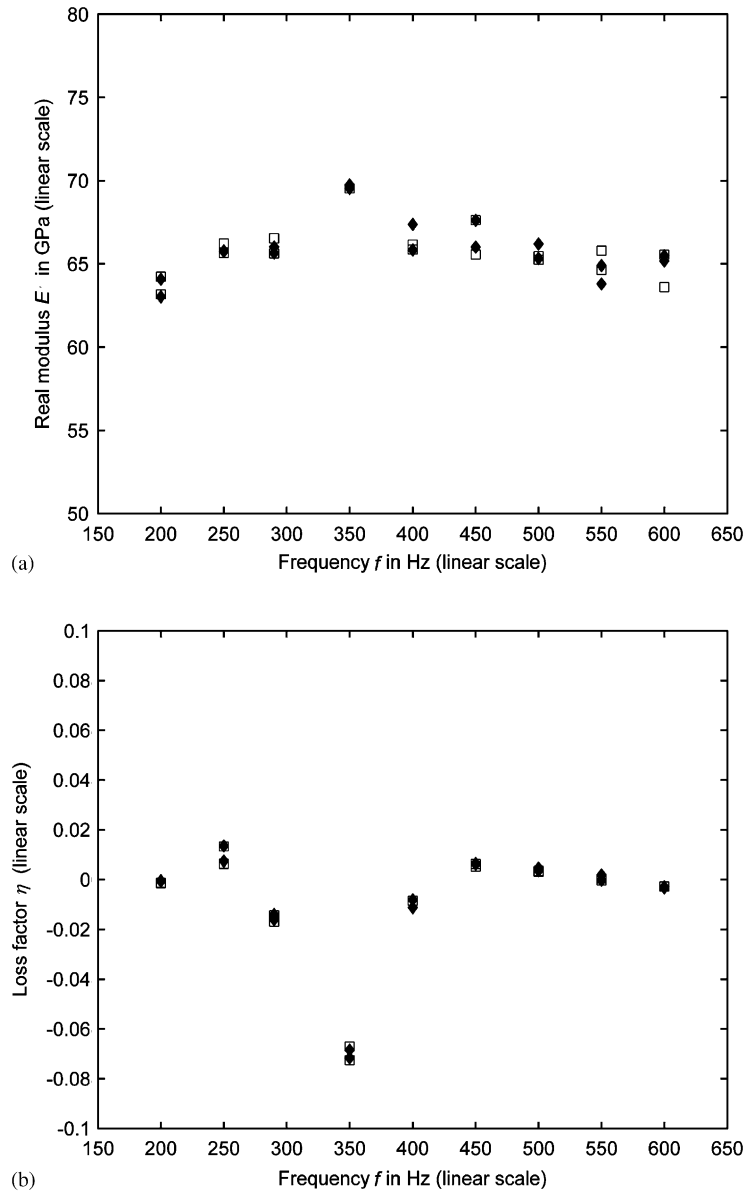 80
75
70
65
60
55
50
Real modulus E′ in GPa (linear scale)
150 200 250 300 350 400 450 500 550 600 650
Frequency f in Hz (linear scale)
(a)
0.1
0.08
0.06
0.04
0.02
0
-0.02
-0.04
-0.06
-0.08
-0.1
Loss factor η (linear scale)
150 200 250 300 350 400 450 500 550 600 650
Frequency f in Hz (linear scale)
(b)